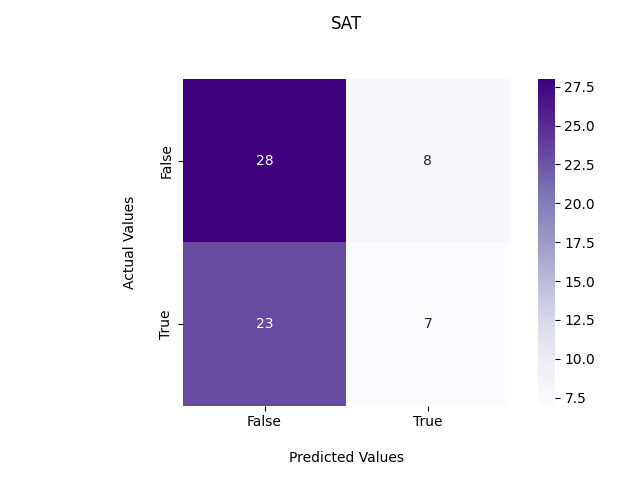 SAT
Actual Values
False
True
28
8
23
7
False
True
Predicted Values
27.5
25.0
22.5
20.0
17.5
15.0
12.5
10.0
7.5